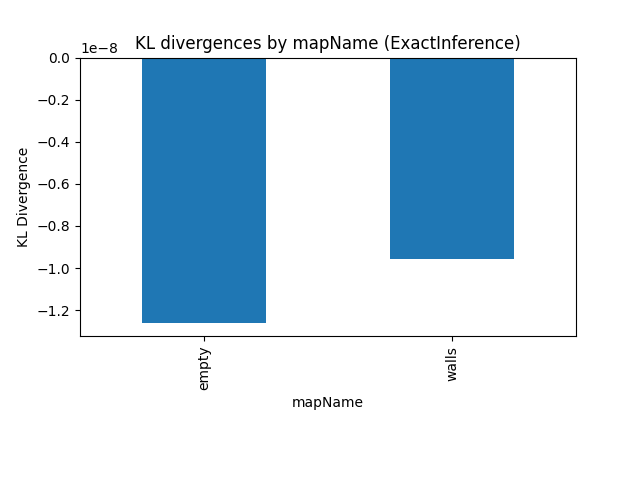 KL divergences by mapName (ExactInference)
1e−8
0.0
−0.2
−0.4
−0.6
−0.8
−1.0
−1.2
KL Divergence
empty
walls
mapName